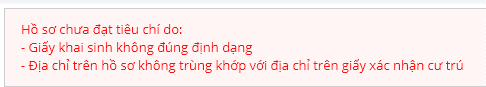 Hồ sơ chưa đạt tiêu chí do:
- Giấy khai sinh không đúng định dạng
- Địa chỉ trên hồ sơ không trùng khớp với địa chỉ trên giấy xác nhận cư trú